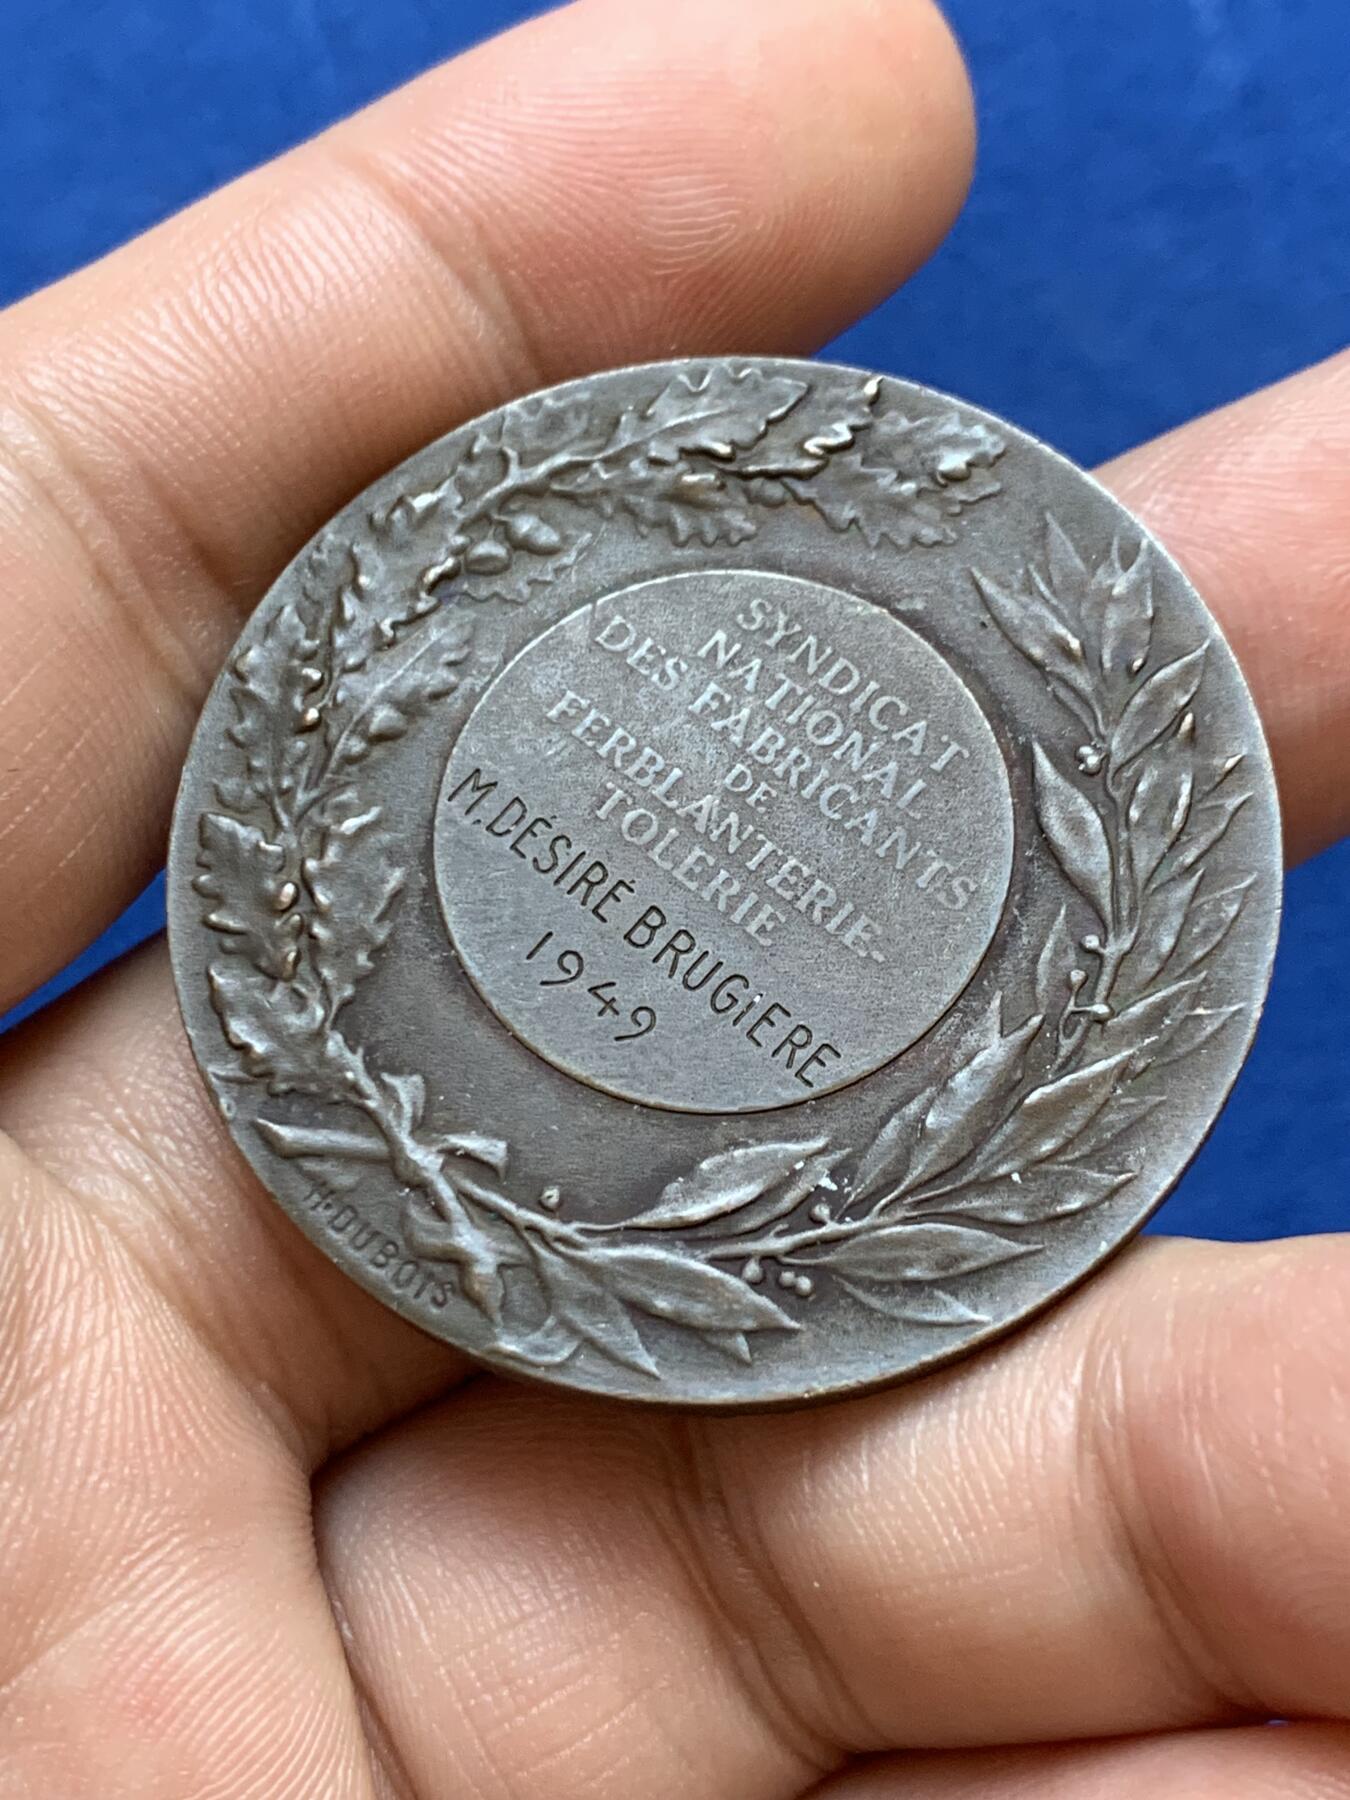 SYNDICAT
NATIONAL
DES FABRICANTS
DE
FERBLANTERIE-
TOLERIE
M. DÉSIRÉ BRUGIERE
1949
H·DUBOIS